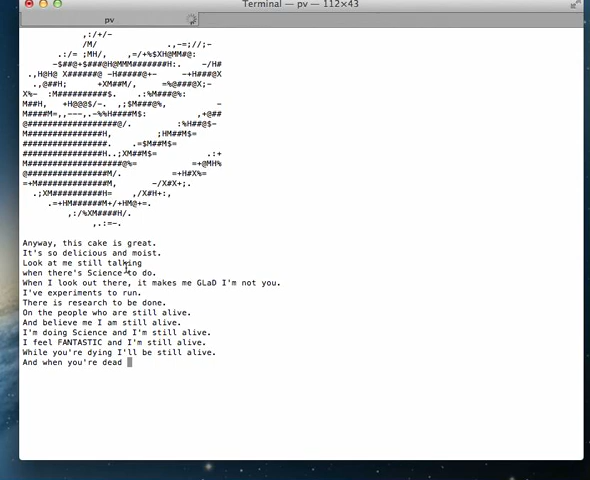 Terminal — pv — 112×43
pv
Anyway, this cake is great.
It's so delicious and moist.
Look at me still talking
when there's Science to do.
When I look out there, it makes me GLaD I'm not you.
I've experiments to run.
There is research to be done.
On the people who are still alive.
And believe me I am still alive.
I'm doing Science and I'm still alive.
I feel FANTASTIC and I'm still alive.
While you're dying I'll be still alive.
And when you're dead